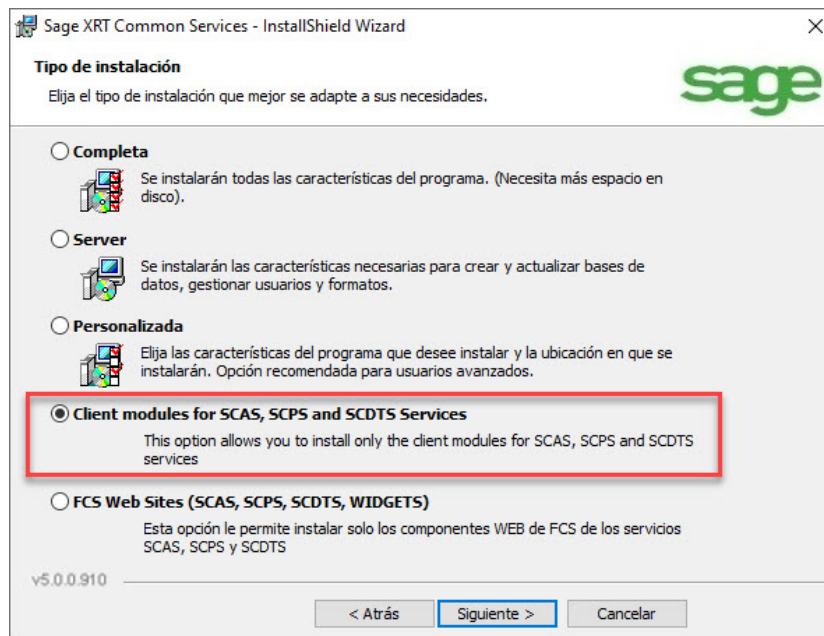 Sage XRT Common Services - InstallShield Wizard
Tipo de instalación
Elija el tipo de instalación que mejor se adapte a sus necesidades.
sage
Completa
Se instalarán todas las características del programa. (Necesita más espacio en
disco).
Server
Se instalarán las características necesarias para crear y actualizar bases de
datos, gestionar usuarios y formatos.
Personalizada
Elija las características del programa que desee instalar y la ubicación en que se
instalarán. Opción recomendada para usuarios avanzados.
Client modules for SCAS, SCPS and SCDTS Services
This option allows you to install only the client modules for SCAS, SCPS and SCDTS
services
FCS Web Sites (SCAS, SCPS, SCDTS, WIDGETS)
Esta opción le permite instalar solo los componentes WEB de FCS de los servicios
SCAS, SCPS y SCDTS
v5.0.0.910
< Atrás Siguiente > Cancelar